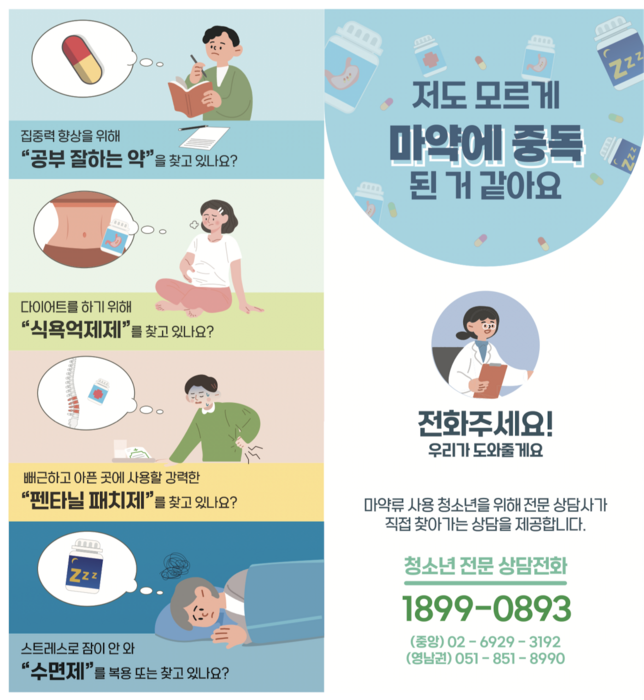 집중력 향상을 위해
“공부 잘하는 약”을 찾고 있나요?
다이어트를 하기 위해
“식욕억제제”를 찾고 있나요?
뻐근하고 아픈 곳에 사용할 강력한
“펜타닐 패치제”를 찾고 있나요?
ZZZ
스트레스로 잠이 안 와
“수면제”를 복용 또는 찾고 있나요?
ZZZ
저도 모르게
마약에 중독
된 거 같아요
ZZ
전화주세요!
우리가 도와줄게요
마약류 사용 청소년을 위해 전문 상담사가
직접 찾아가는 상담을 제공합니다.
청소년 전문 상담전화
1899-0893
(중앙) 02 - 6929 - 3192
(영남권) 051 - 851 - 8990